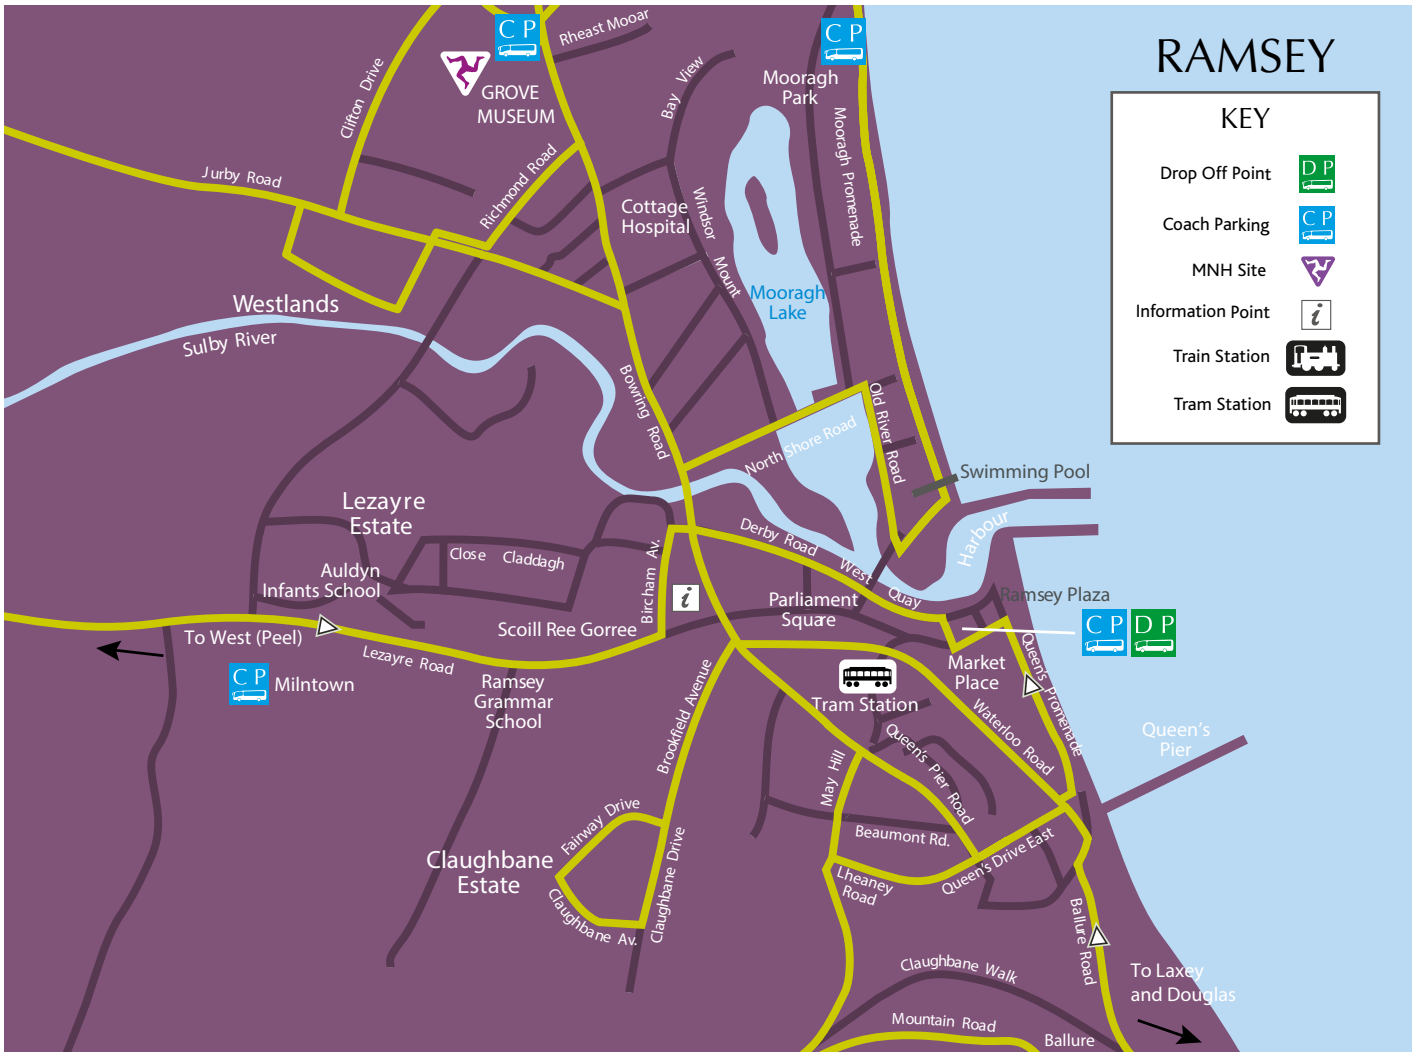 RAMSEY
KEY
Drop Off Point
D P
Coach Parking
C P
MNH Site
Information Point
i
Train Station
Tram Station
C P
Rheast Mooar
C P
Clifton Drive
GROVE
MUSEUM
Bay View
Mooragh
Park
Mooragh Promenade
Jurby Road
Richmond Road
Cottage
Hospital
Windsor Mount
Mooragh
Lake
Westlands
Sulby River
Bowring Road
Old River Road
North Shore Road
Swimming Pool
Lezayre
Estate
Harbour
Derby Road
Close Claddagh
West Quay
Auldyn
Infants School
Bircham Av.
i
Parliament
Square
Ramsey Plaza
C P
D P
To West (Peel)
Scoill Ree Gorree
Lezayre Road
C P
Milntown
Ramsey
Grammar
School
Brookfield Avenue
Tram Station
Market
Place
Queen's Promenade
Waterloo Road
Queen's
Pier
Queen's Pier Road
May Hill
Fairway Drive
Beaumont Rd.
Claughbane
Estate
Claughbane Drive
Queen's Drive East
Lheaney
Road
Claughbane Av.
Ballure Road
Claughbane Walk
To Laxey
and Douglas
Mountain Road
Ballure